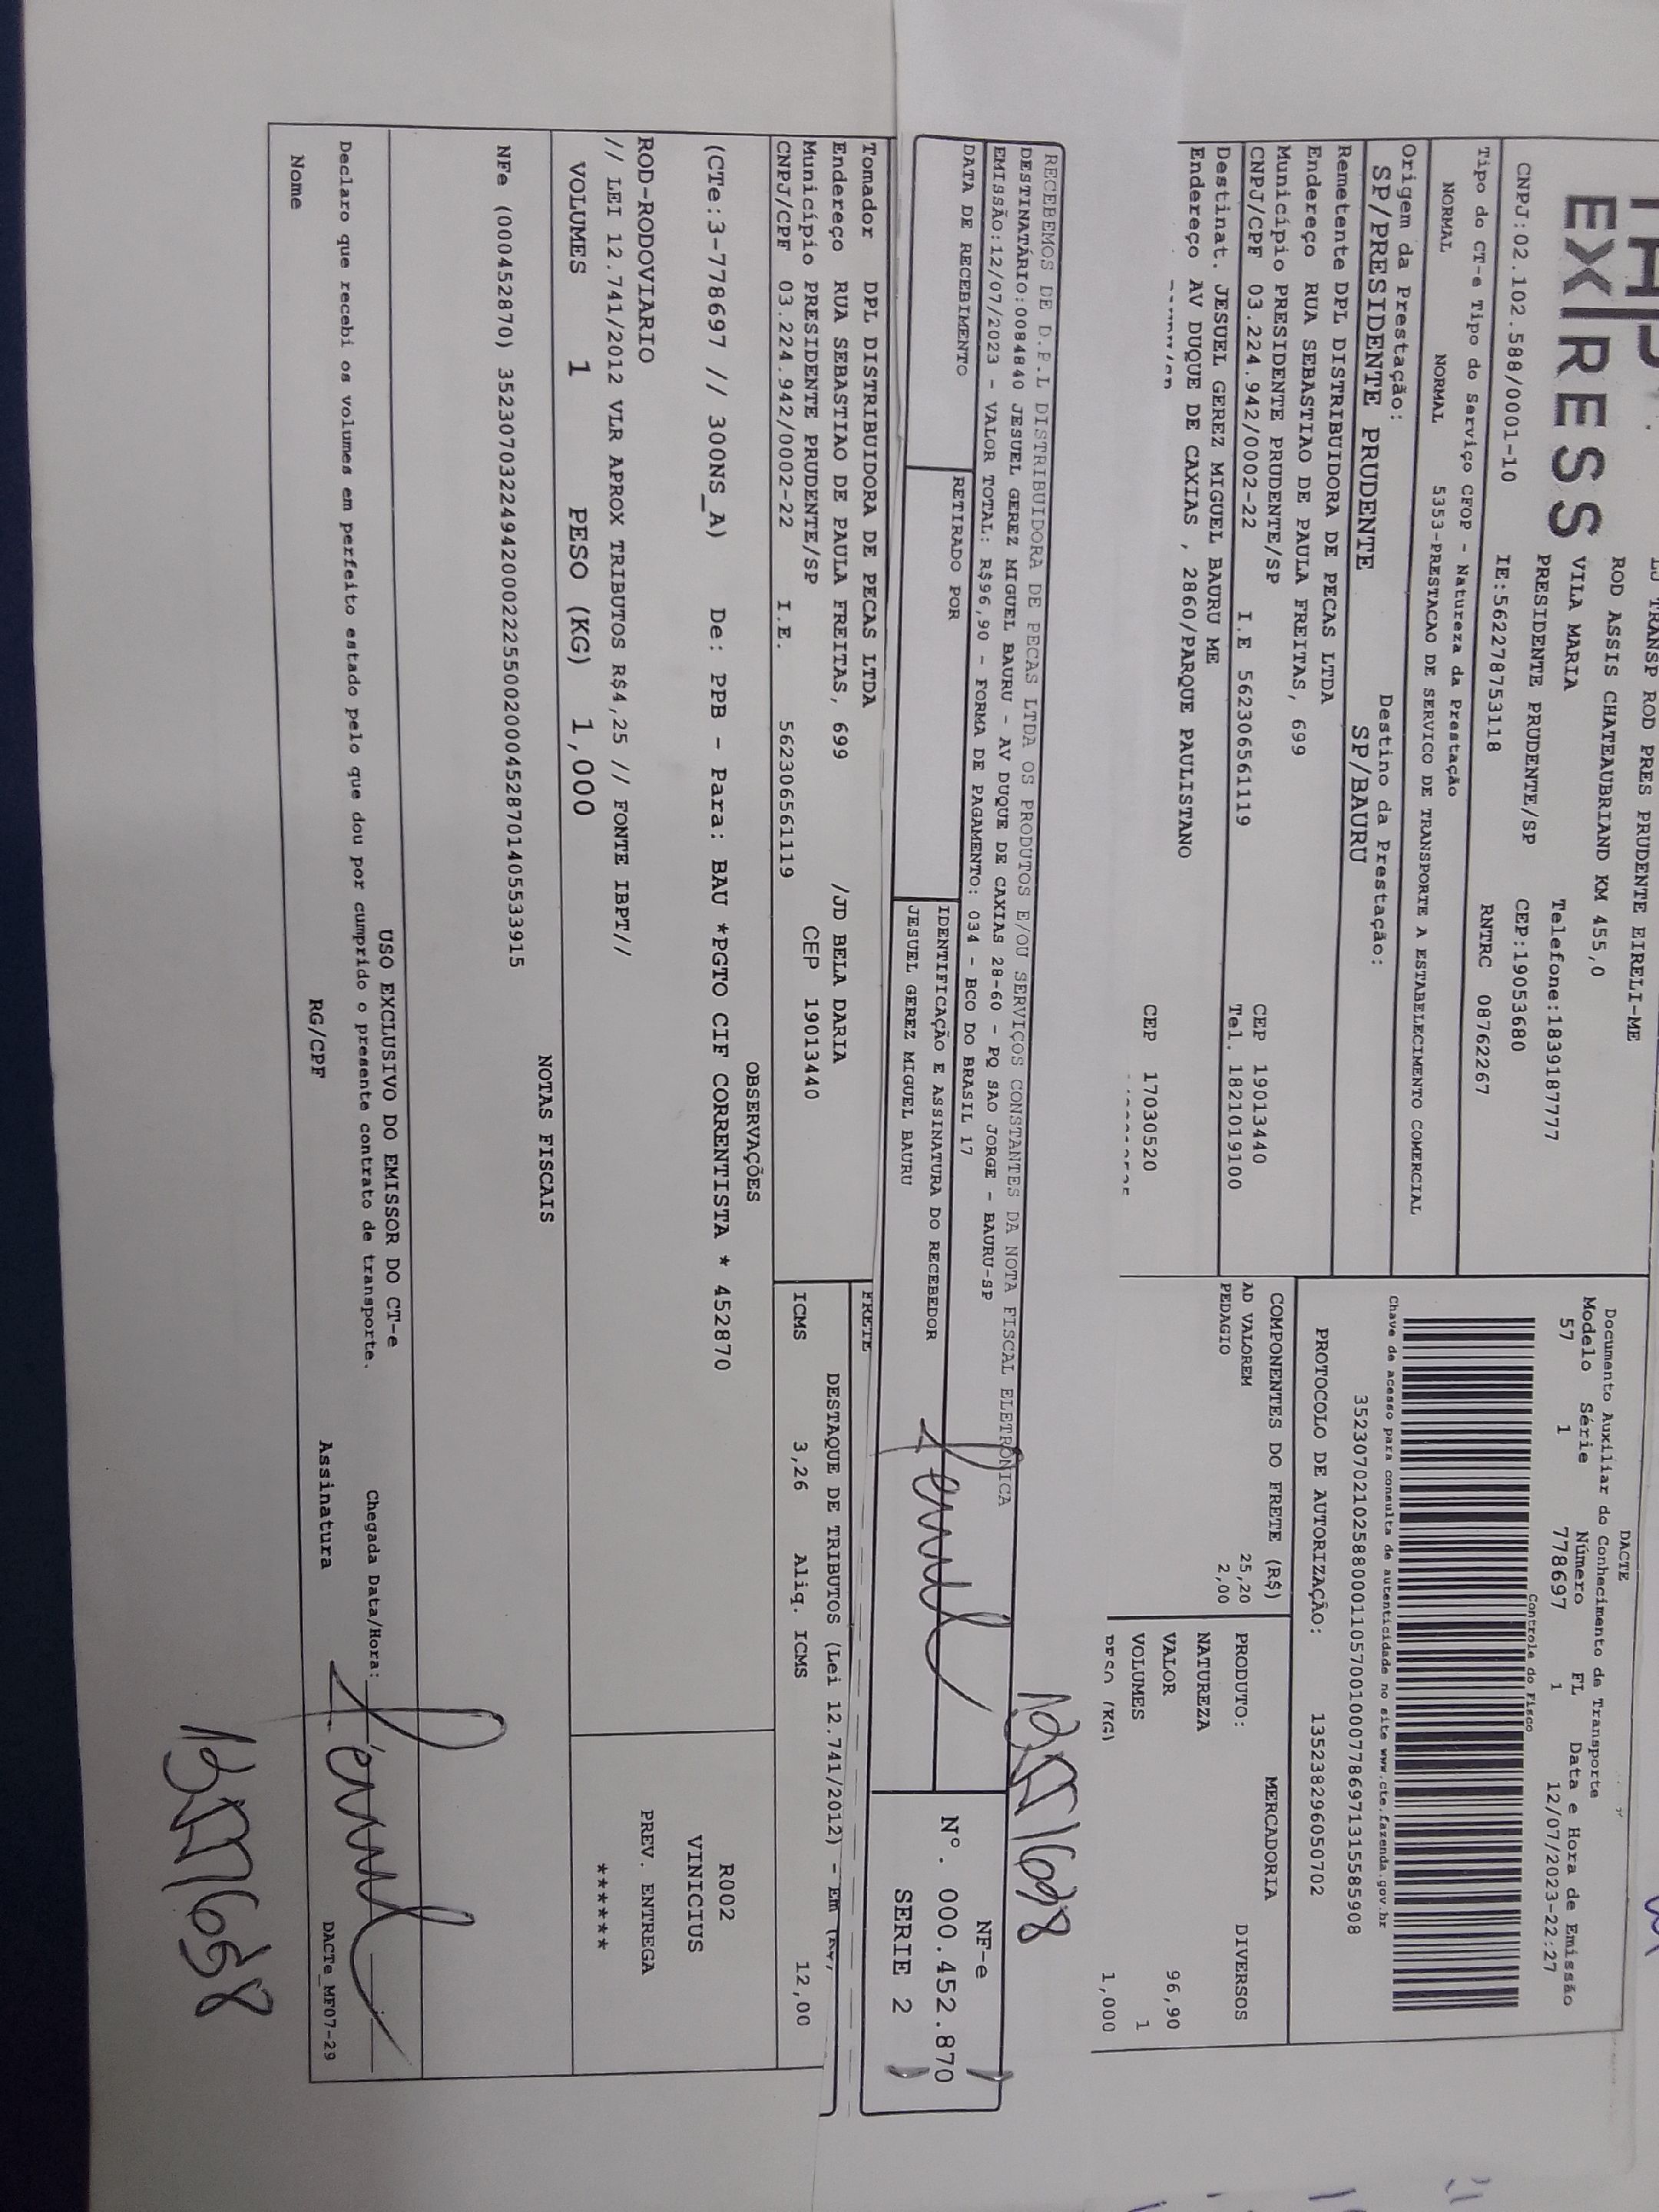 EX RESS
LJ TRANSP ROD PRES PRUDENTE EIRELI-ME
ROD ASSIS CHATEAUBRIAND KM 455,0
VILA MARIA Telefone:1839187777
PRESIDENTE PRUDENTE/SP CEP:19053680
CNPJ:02.102.588/0001-10 IE:562278753118 RNTRC 08762267
Tipo do CT-e Tipo do Serviço CFOP - Natureza da Prestação
NORMAL NORMAL 5353-PRESTACAO DE SERVICO DE TRANSPORTE A ESTABELECIMENTO COMERCIAL
Origem da Prestação: Destino da Prestação:
SP/PRESIDENTE PRUDENTE SP/BAURU
Remetente DPL DISTRIBUIDORA DE PECAS LTDA
Endereço RUA SEBASTIAO DE PAULA FREITAS, 699
Município PRESIDENTE PRUDENTE/SP CEP 19013440
CNPJ/CPF 03.224.942/0002-22 I.E 562306561119 Tel. 1821019100
Destinat. JESUEL GEREZ MIGUEL BAURU ME
Endereço AV DUQUE DE CAXIAS , 2860/PARQUE PAULISTANO
CEP 17030520
DACTE
Documento Auxiliar do Conhecimento de Transporte
Modelo Série Número FL Data e Hora de Emissão
57 1 778697 1 12/07/2023-22:27
Controle do Fisco
Chave de acesso para consulta de autenticidade no site www.cte.fazenda.gov.br
35230702102588000110570010007786971315585908
PROTOCOLO DE AUTORIZAÇÃO: 135238296050702
COMPONENTES DO FRETE (R$)
AD VALOREM 25,20
PEDAGIO 2,00
MERCADORIA
PRODUTO: DIVERSOS
NATUREZA
VALOR 96,90
VOLUMES 1
PESO (KG) 1,000
RECEBEMOS DE D.P.L DISTRIBUIDORA DE PECAS LTDA OS PRODUTOS E/OU SERVIÇOS CONSTANTES DA NOTA FISCAL ELETRÔNICA
DESTINATÁRIO:0084840 JESUEL GEREZ MIGUEL BAURU - AV DUQUE DE CAXIAS 28-60 - PQ SAO JORGE - BAURU-SP
EMISSÃO:12/07/2023 - VALOR TOTAL: R$96,90 - FORMA DE PAGAMENTO: 034 - BCO DO BRASIL 17
DATA DE RECEBIMENTO RETIRADO POR IDENTIFICAÇÃO E ASSINATURA DO RECEBEDOR
JESUEL GEREZ MIGUEL BAURU
NF-e
Nº. 000.452.870
SERIE 2
Tomador DPL DISTRIBUIDORA DE PECAS LTDA
Endereço RUA SEBASTIAO DE PAULA FREITAS, 699 /JD BELA DARIA
Município PRESIDENTE PRUDENTE/SP CEP 19013440
CNPJ/CPF 03.224.942/0002-22 I.E. 562306561119
FRETE
DESTAQUE DE TRIBUTOS (Lei 12.741/2012) - Em
ICMS 3,26 Aliq. ICMS 12,00
OBSERVAÇÕES
(CTe:3-778697 // 300NS_A) De: PPB - Para: BAU *PGTO CIF CORRENTISTA * 452870
ROD-RODOVIARIO
// LEI 12.741/2012 VLR APROX TRIBUTOS R$4,25 // FONTE IBPT//
R002
VINICIUS
PREV. ENTREGA
******
VOLUMES 1 PESO (KG) 1,000
NOTAS FISCAIS
NFe (000452870) 35230703224942000222550020004528701405533915
USO EXCLUSIVO DO EMISSOR DO CT-e
Declaro que recebi os volumes em perfeito estado pelo que dou por cumprido o presente contrato de transporte. Chegada Data/Hora:
Nome RG/CPF Assinatura DACTe_MF07-29